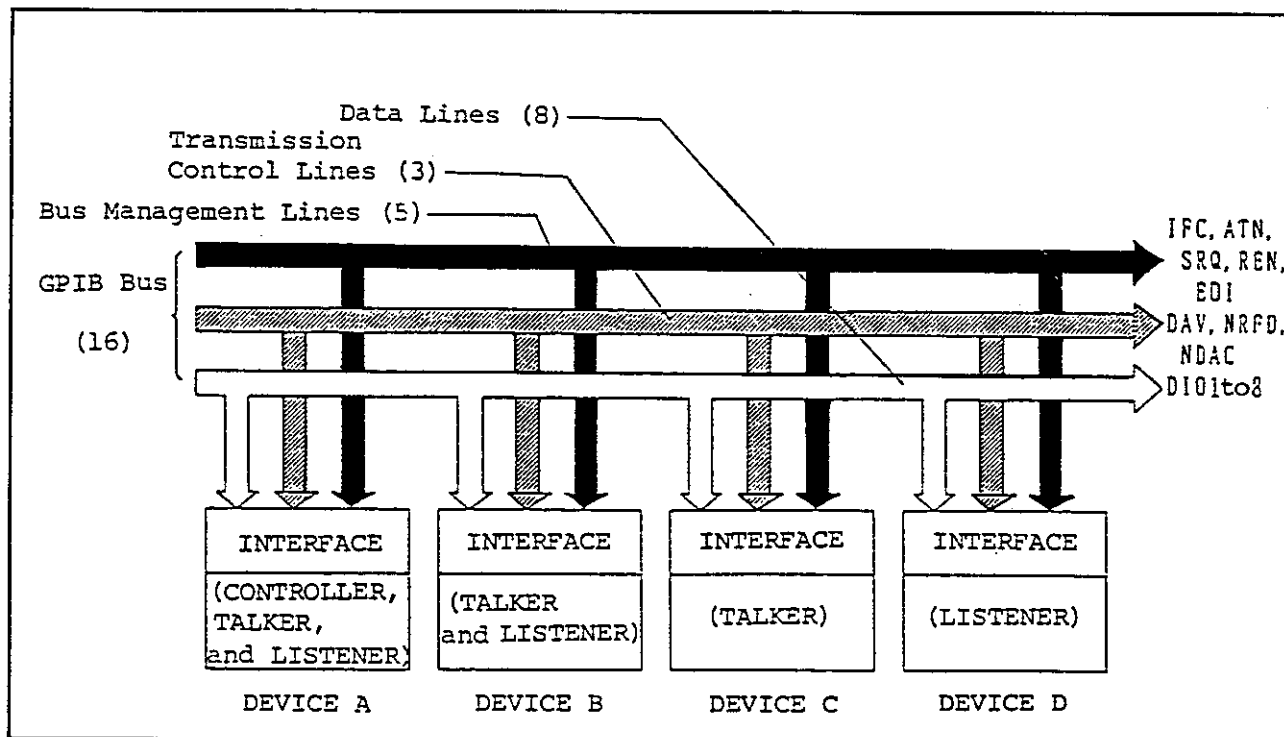 Data Lines (8)
Transmission
Control Lines (3)
Bus Management Lines (5)
GPIB Bus
(16)
IFC, ATN,
SRQ, REN,
EOI
DAV, NRFD,
NDAC
DIO1to8
INTERFACE
(CONTROLLER,
TALKER,
and LISTENER)
DEVICE A
INTERFACE
(TALKER
and LISTENER)
DEVICE B
INTERFACE
(TALKER)
DEVICE C
INTERFACE
(LISTENER)
DEVICE D